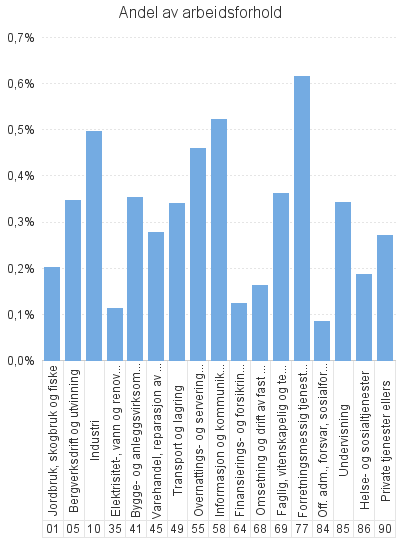 Andel av arbeidsforhold
0,7%
0,6%
0,5%
0,4%
0,3%
0,2%
0,1%
0,0%
Jordbruk, skogbruk og fiske
Bergverksdrift og utvinning
Industri
Elektrisitet-, vann og renov...
Bygge- og anleggsvirksom...
Varehandel, reparasjon av ...
Transport og lagring
Overnattings- og servering...
Informasjon og kommunik...
Finansierings- og forsikrin...
Omsetning og drift av fast ...
Faglig, vitenskapelig og te...
Forretningsmessig tjenest...
Off. adm., forsvar, sosialfor...
Undervisning
Helse- og sosialtjenester
Private tjenester ellers
01 05 10 35 41 45 49 55 58 64 68 69 77 84 85 86 90